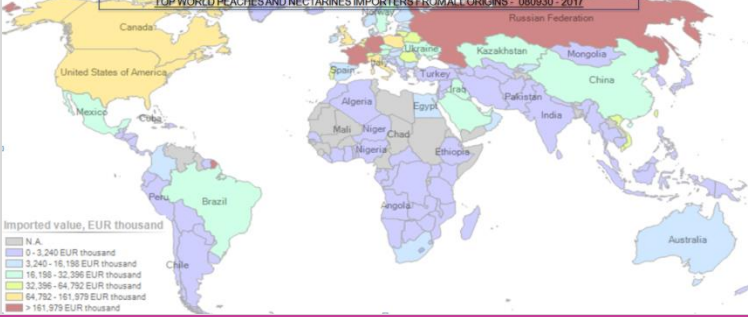 TOP WORLD PEACHES AND NECTARINES IMPORTERS FROM ALL ORIGINS - 080930 - 2017
Russian Federation
Canada
Ukraine
Kazakhstan
Mongolia
United States of America
Spain
Turkey
China
Iraq
Mexico
Algeria
Egypt
Pakistan
Cuba
India
Mali
Niger
Chad
Nigeria
Ethiopia
Peru
Brazil
Angola
Australia
Chile
Imported value, EUR thousand
N.A.
0 - 3,240 EUR thousand
3,240 - 16,198 EUR thousand
16,198 - 32,396 EUR thousand
32,396 - 64,792 EUR thousand
64,792 - 161,979 EUR thousand
> 161,979 EUR thousand